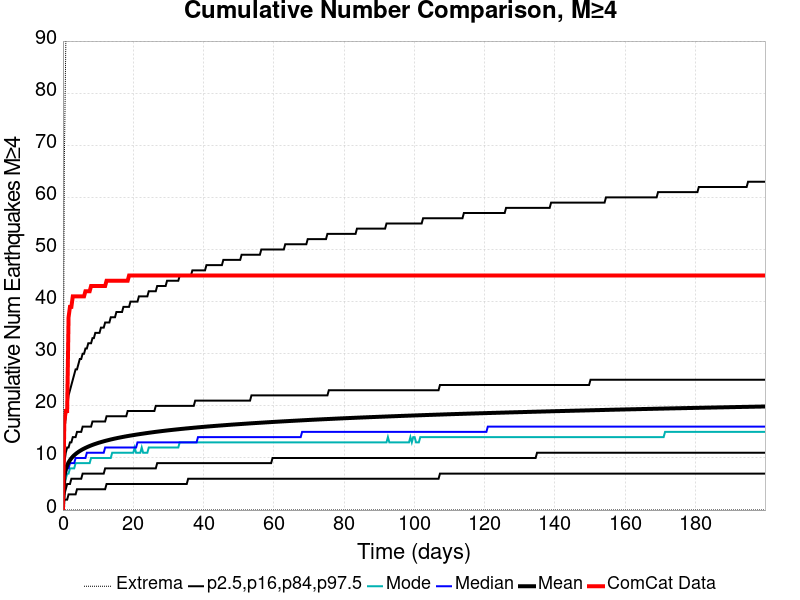 Cumulative Number Comparison, M≥4
Cumulative Num Earthquakes M≥4
90
80
70
60
50
40
30
20
10
0
0 20 40 60 80 100 120 140 160 180
Time (days)
Extrema p2.5,p16,p84,p97.5 Mode Median Mean ComCat Data